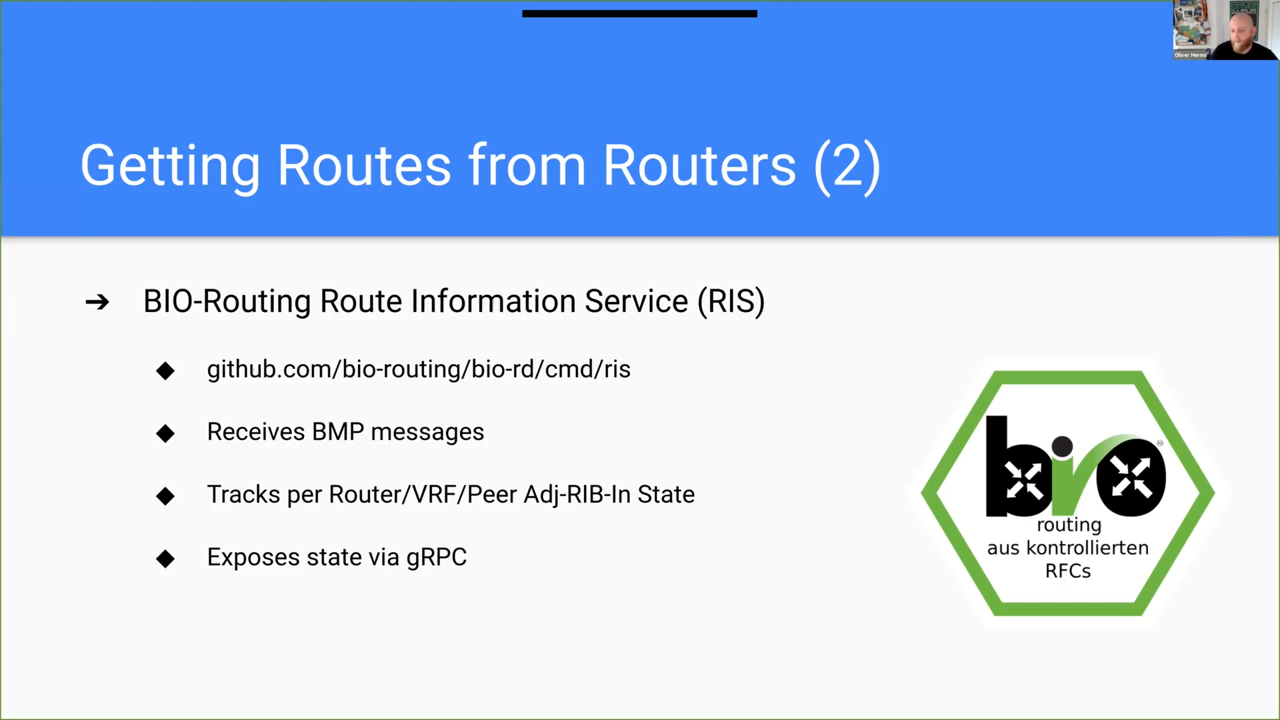 Oliver Herms
Getting Routes from Routers (2)
➔ BIO-Routing Route Information Service (RIS)
◆ github.com/bio-routing/bio-rd/cmd/ris
◆ Receives BMP messages
◆ Tracks per Router/VRF/Peer Adj-RIB-In State
◆ Exposes state via gRPC
bio
routing
aus kontrollierten
RFCs